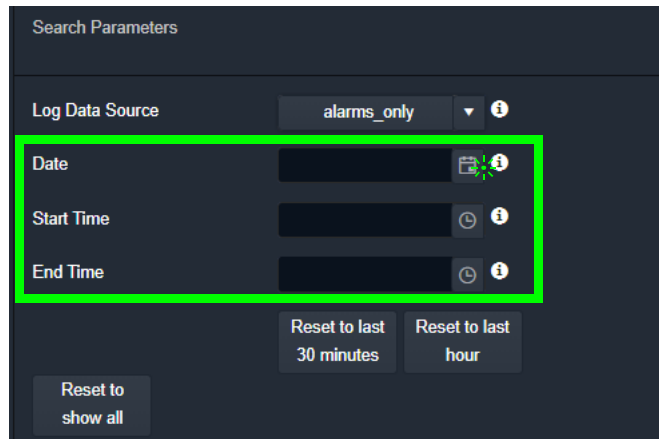 Search Parameters
Log Data Source
alarms_only
Date
Start Time
End Time
Reset to last
30 minutes
Reset to last
hour
Reset to
show all